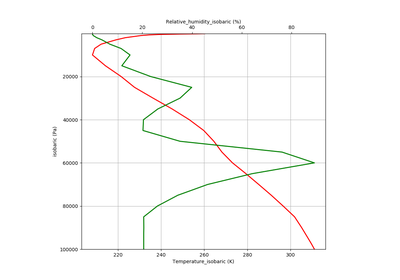 Relative_humidity_isobaric (%)
0 20 40 60 80
20000
40000
60000
80000
100000
isobaric (Pa)
220 240 260 280 300
Temperature_isobaric (K)